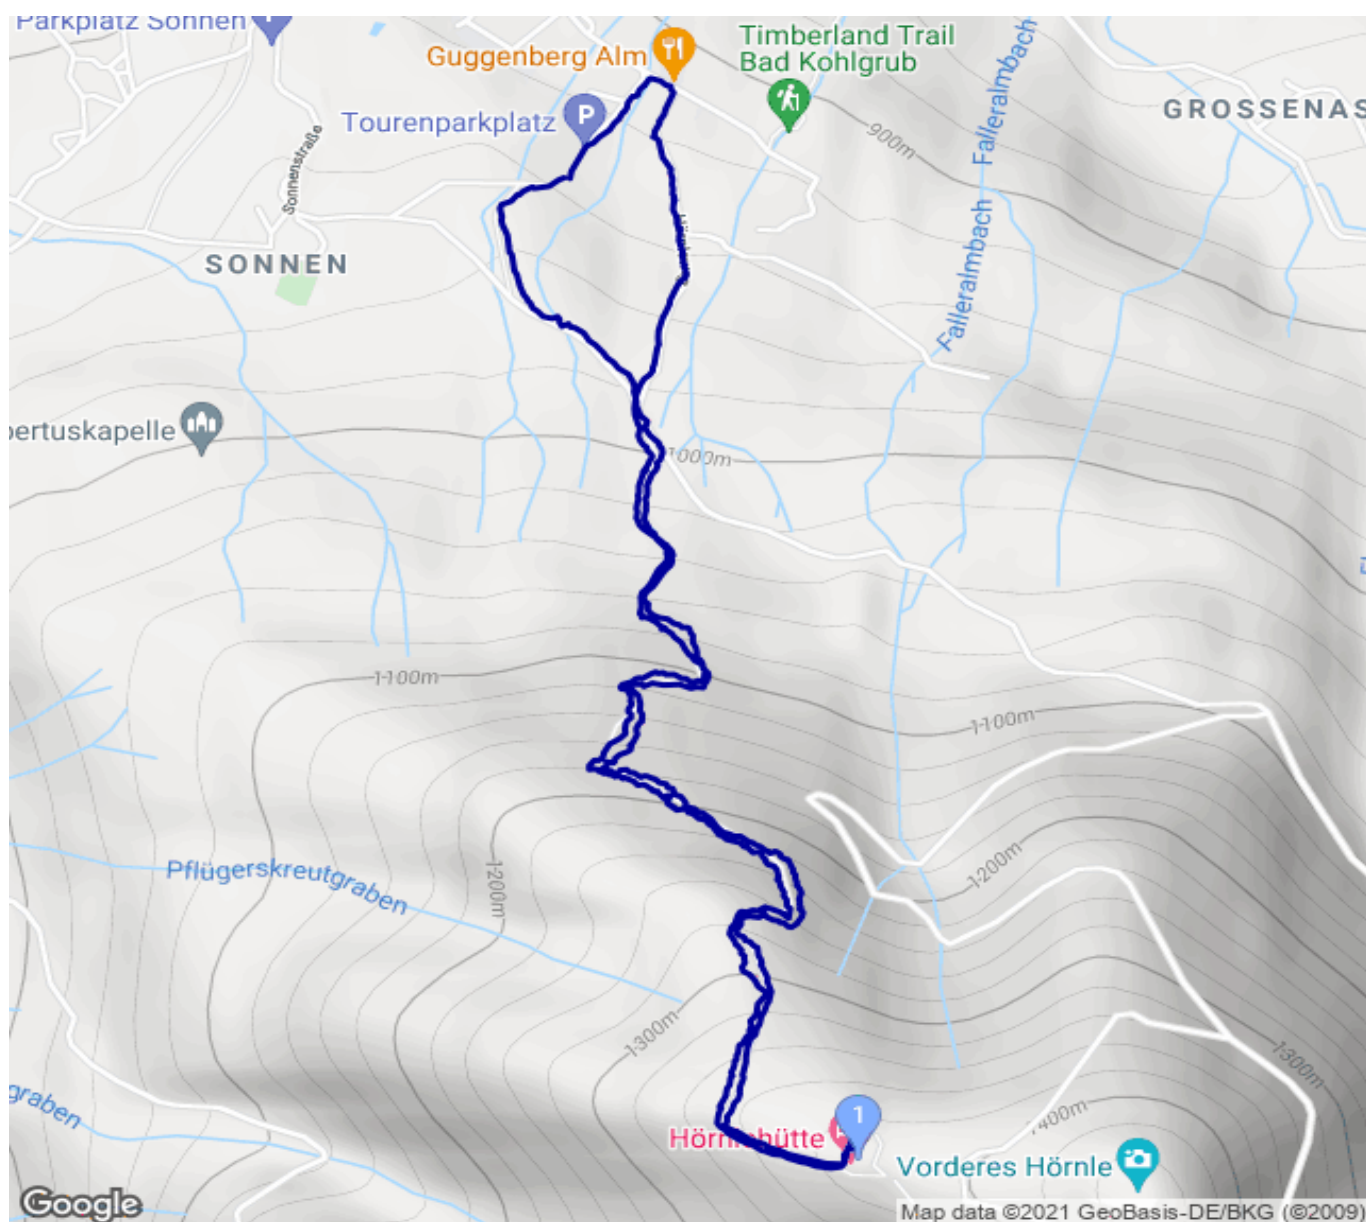 Parkplatz Sonnen
Guggenberg Alm
Timberland Trail
Bad Kohlgrub
Falleralmbach
Falleralmbach
GROSSENAS
Tourenparkplatz
P
900m
Sonnenstraße
SONNEN
pertuskapelle
1000m
1100m
1100m
Pflügerskreutgraben
1200m
1200m
1300m
1300m
graben
1400m
1
Hörnlehütte
Vorderes Hörnle
Google
Map data ©2021 GeoBasis-DE/BKG (©2009)